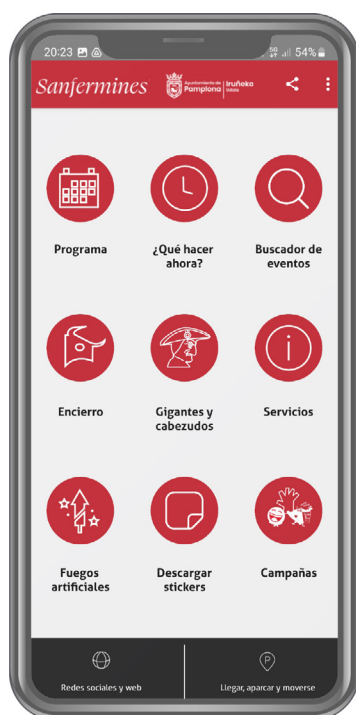 20:23
5G
54%
Sanfermines
Ayuntamiento de
Pamplona
Iruñeko
Udala
Programa
¿Qué hacer
ahora?
Buscador de
eventos
Encierro
Gigantes y
cabezudos
Servicios
Fuegos
artificiales
Descargar
stickers
Campañas
Redes sociales y web
P
Llegar, aparcar y moverse